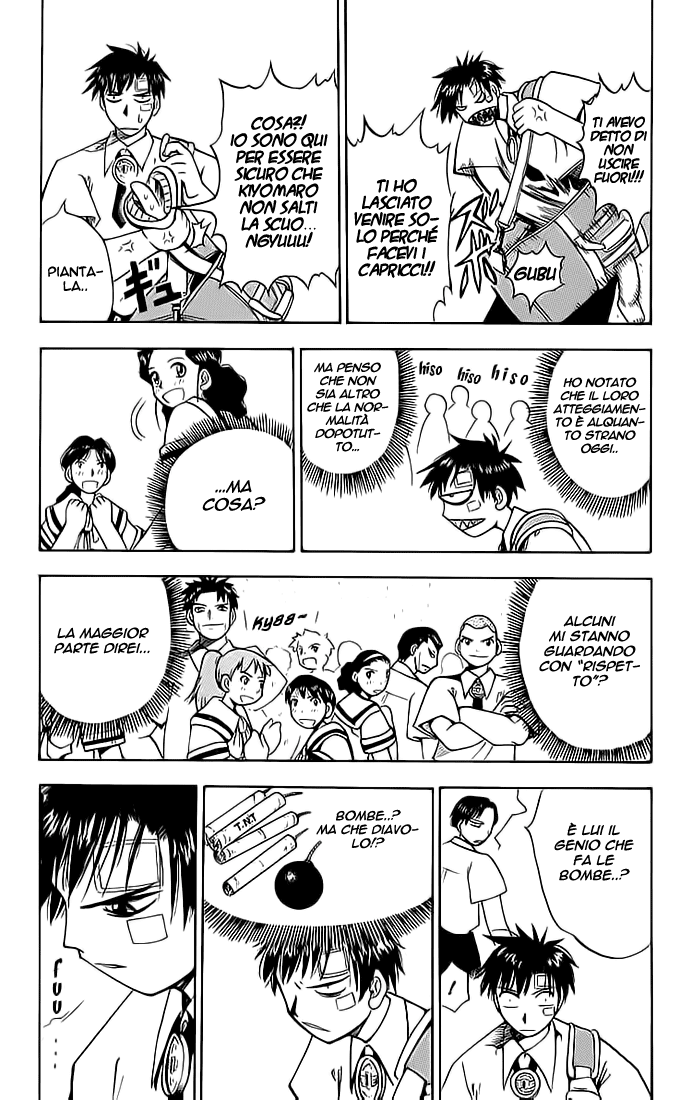 TI AVEVO
DETTO DI
NON
USCIRE
FUORI!!!
TI HO
LASCIATO
VENIRE SO-
LO PERCHÉ
FACEVI I
CAPRICCI!!
GUBU
COSA?!
IO SONO QUI
PER ESSERE
SICURO CHE
KIYOMARO
NON SALTI
LA SCUO...
NGYUUU!
PIANTA-
LA..
ギュ
HO NOTATO
CHE IL LORO
ATTEGGIAMEN-
TO È ALQUAN-
TO STRANO
OGGI..
hiso
hiso
hiso
MA PENSO
CHE NON
SIA ALTRO
CHE LA NOR-
MALITÀ
DOPOTUT-
TO...
...MA
COSA?
ALCUNI
MI STANNO
GUARDANDO
CON "RISPET-
TO"?
kyaa~
LA MAGGIOR
PARTE DIREI...
È LUI IL
GENIO CHE
FA LE
BOMBE..?
BOMBE..?
MA CHE DIAVO-
LO!?
T.N.T
fuu....